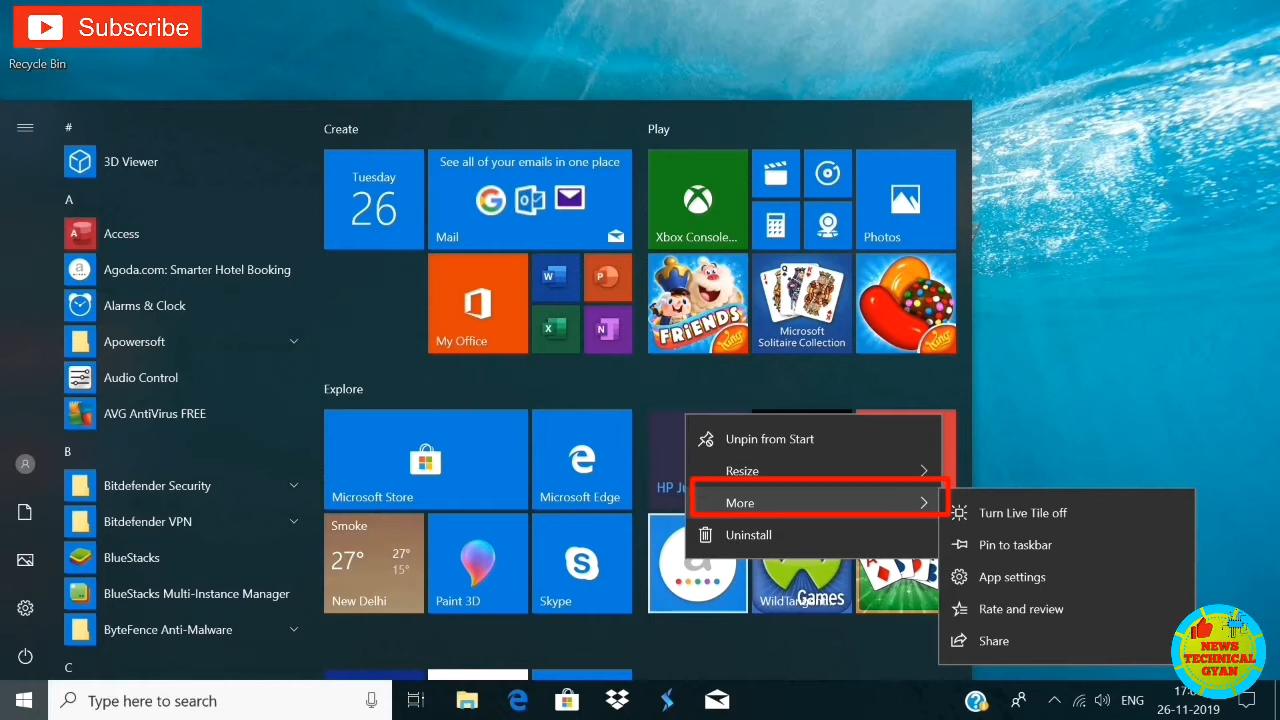 Subscribe
Recycle Bin
#
3D Viewer
A
Access
Agoda.com: Smarter Hotel Booking
Alarms & Clock
Apowersoft
Audio Control
AVG AntiVirus FREE
B
Bitdefender Security
Bitdefender VPN
BlueStacks
BlueStacks Multi-Instance Manager
ByteFence Anti-Malware
C
Create
Tuesday
26
See all of your emails in one place
Mail
My Office
Explore
Microsoft Store
Microsoft Edge
Smoke
27°
27°
15°
New Delhi
Paint 3D
Skype
Play
Xbox Console...
Photos
FRIENDS
King
Microsoft
Solitaire Collection
King
HP
Games
Unpin from Start
Resize
More
Uninstall
Turn Live Tile off
Pin to taskbar
App settings
Rate and review
Share
NEWS
TECHNICAL
GYAN
Type here to search
ENG
26-11-2019